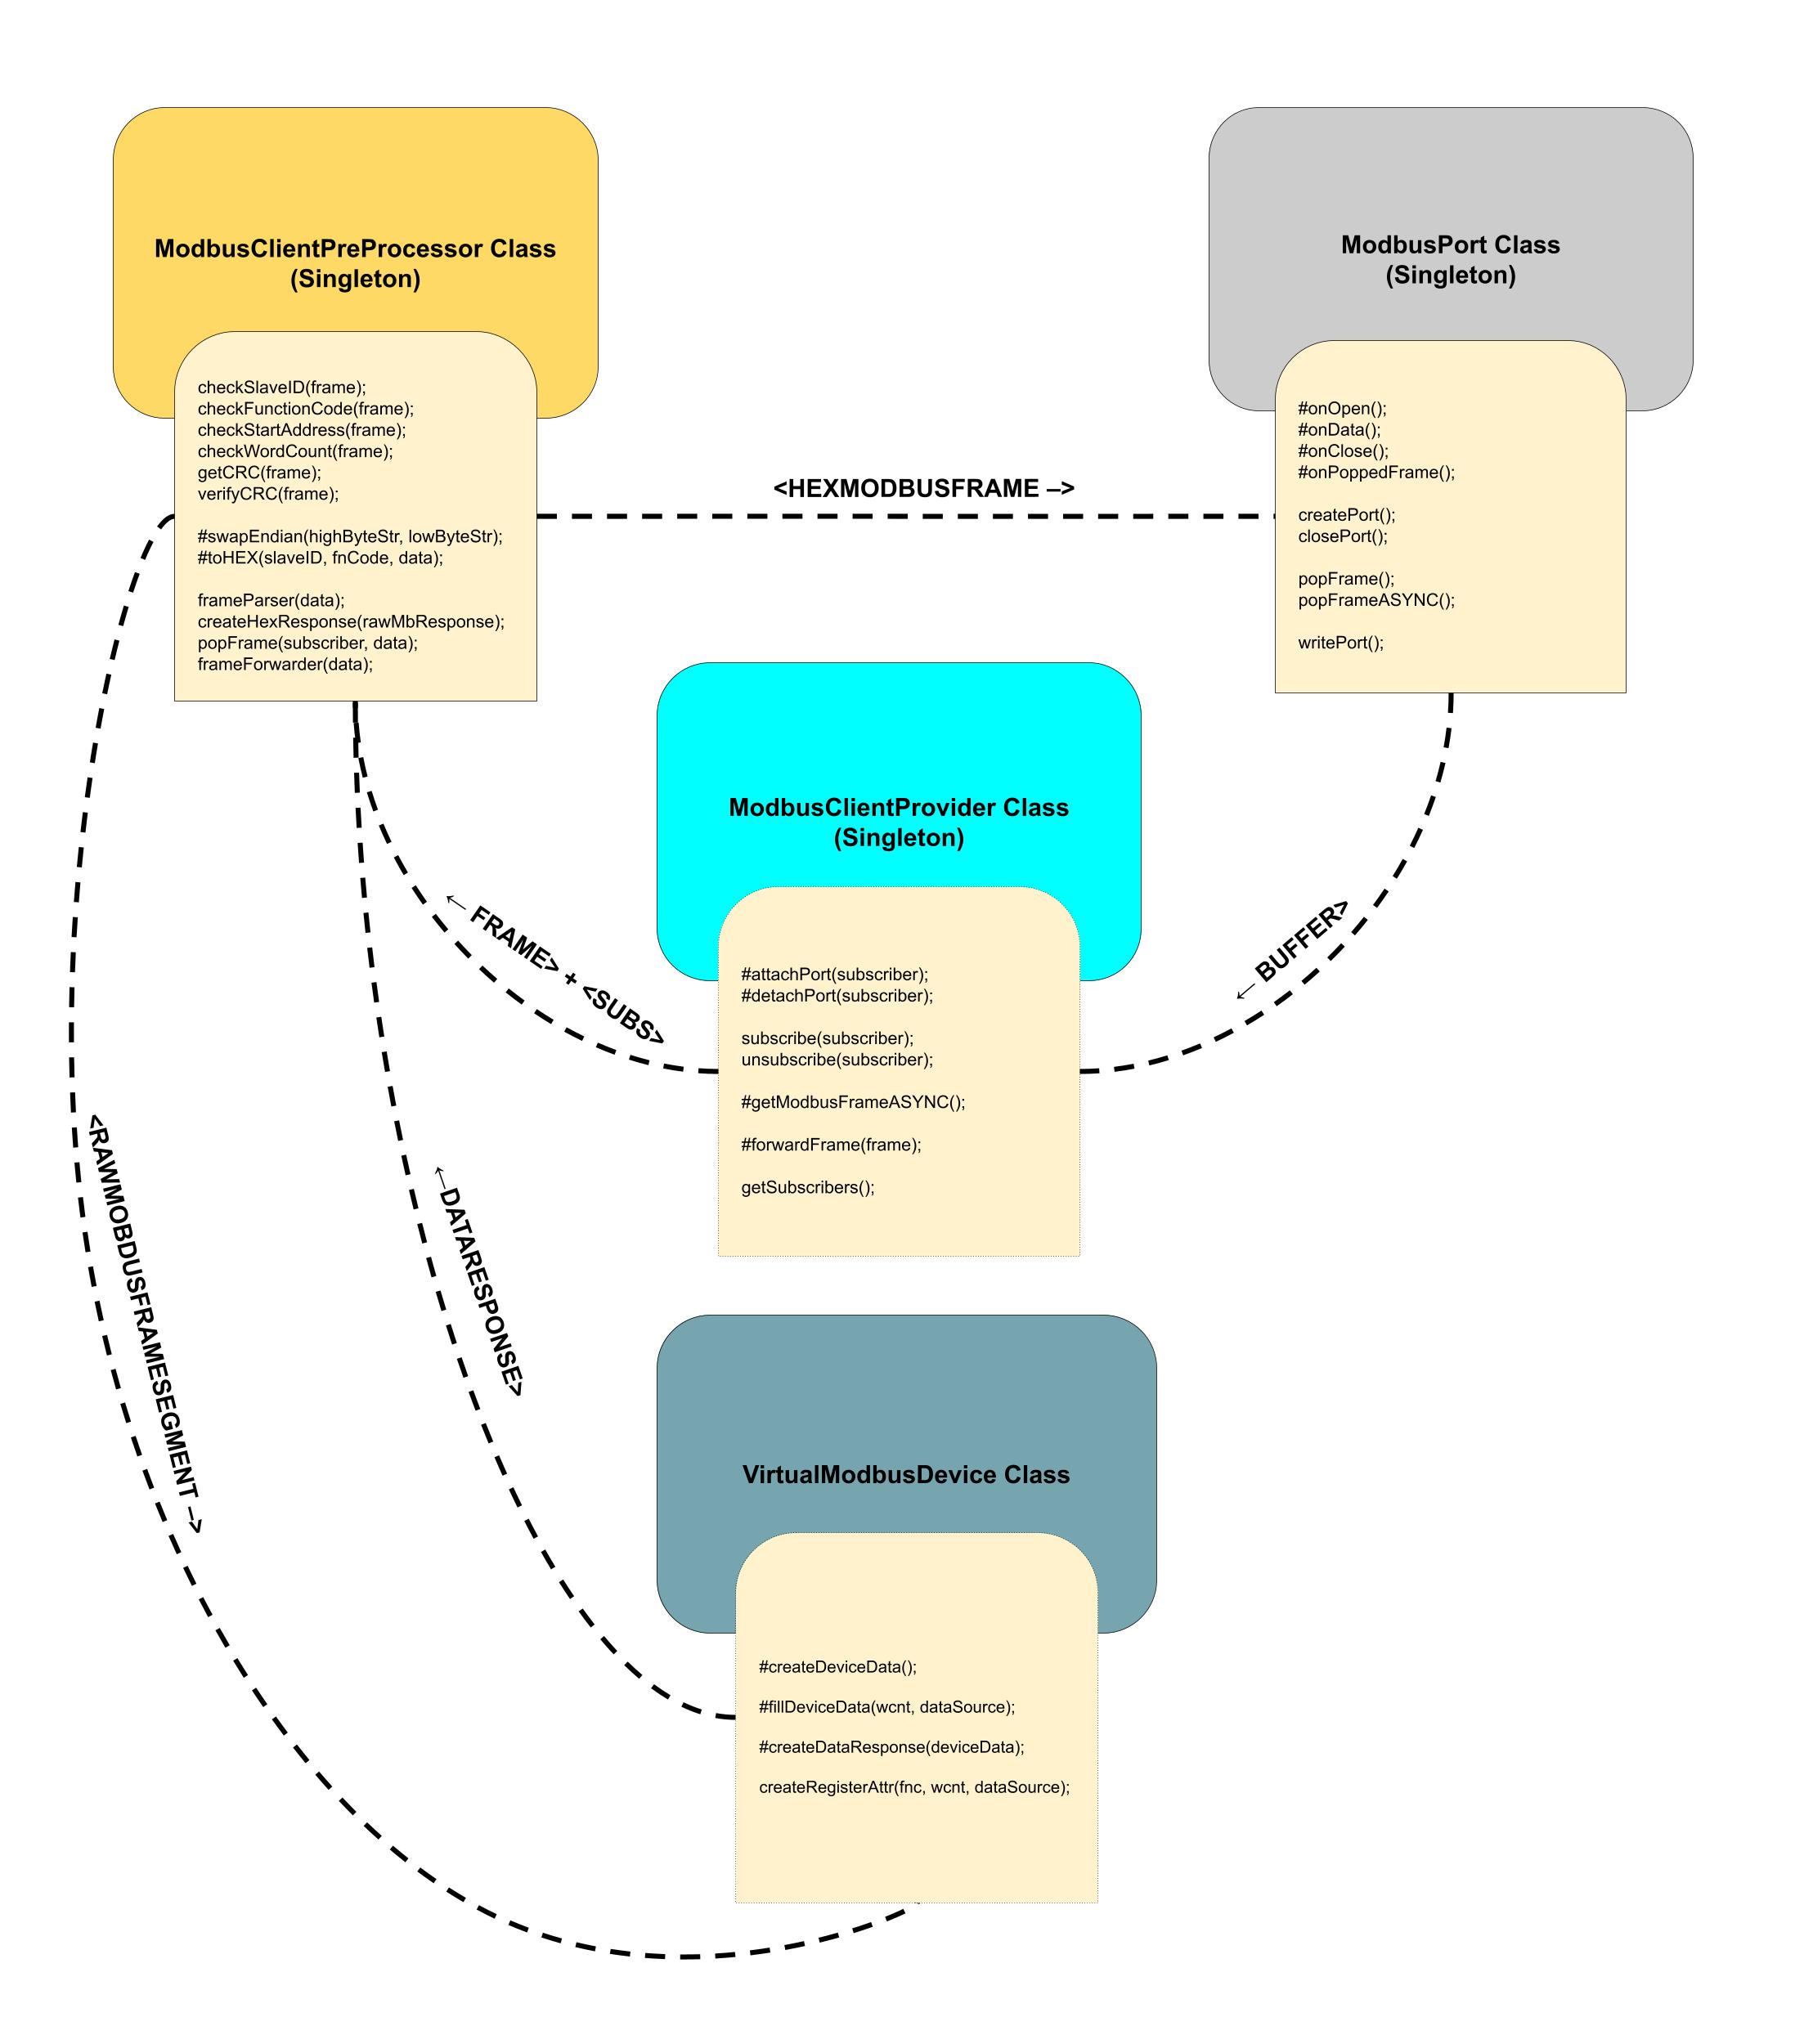 ModbusClientPreProcessor Class
(Singleton)
checkSlaveID(frame);
checkFunctionCode(frame);
checkStartAddress(frame);
checkWordCount(frame);
getCRC(frame);
verifyCRC(frame);
#swapEndian(highByteStr, lowByteStr);
#toHEX(slaveID, fnCode, data);
frameParser(data);
createHexResponse(rawMbResponse);
popFrame(subscriber, data);
frameForwarder(data);
<HEXMODBUSFRAME –>
ModbusPort Class
(Singleton)
#onOpen();
#onData();
#onClose();
#onPoppedFrame();
createPort();
closePort();
popFrame();
popFrameASYNC();
writePort();
ModbusClientProvider Class
(Singleton)
#attachPort(subscriber);
#detachPort(subscriber);
subscribe(subscriber);
unsubscribe(subscriber);
#getModbusFrameASYNC();
#forwardFrame(frame);
getSubscribers();
← FRAME> + <SUBS>
← BUFFER>
<RAWMOBDUSFRAMESEGMENT –>
←DATARESPONSE>
VirtualModbusDevice Class
#createDeviceData();
#fillDeviceData(wcnt, dataSource);
#createDataResponse(deviceData);
createRegisterAttr(fnc, wcnt, dataSource);